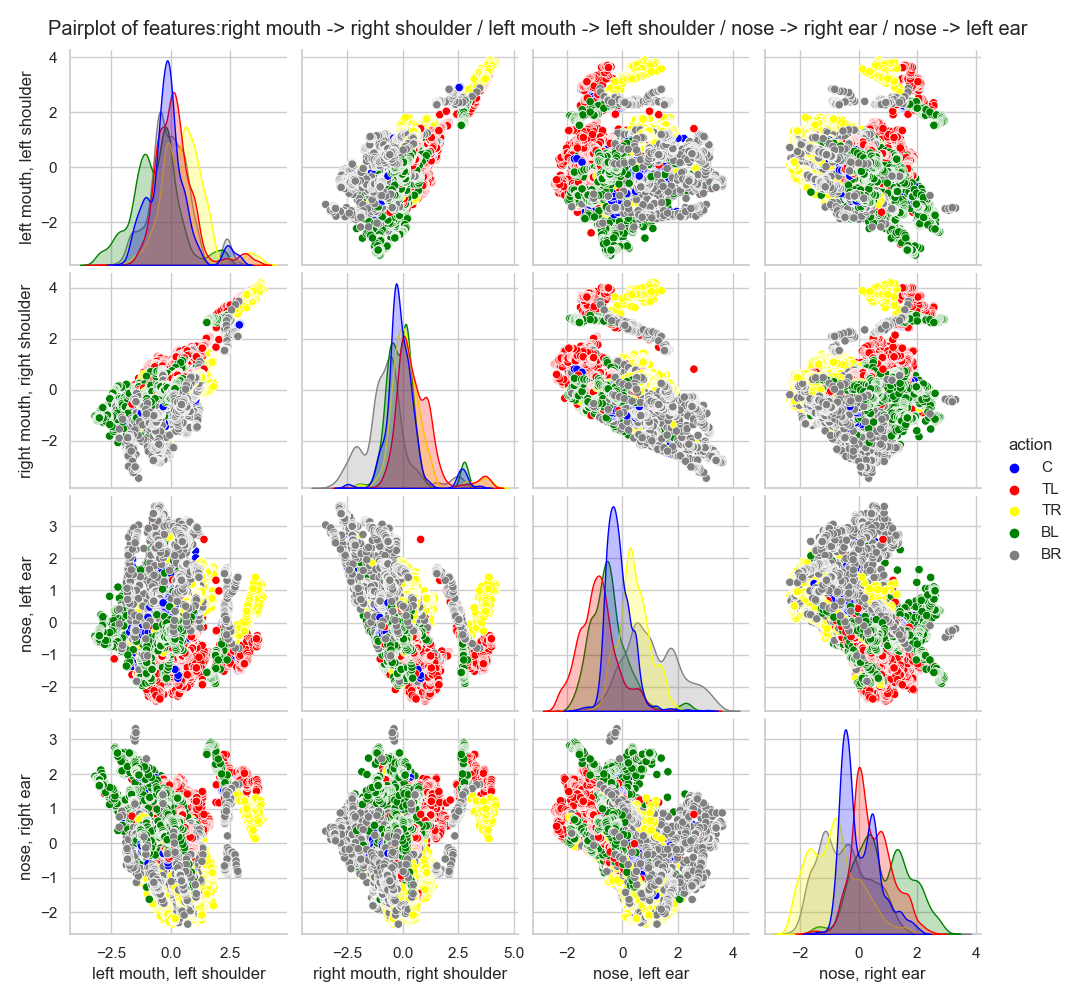 Pairplot of features:right mouth -> right shoulder / left mouth -> left shoulder / nose -> right ear / nose -> left ear
left mouth, left shoulder
4
2
0
−2
right mouth, right shoulder
4
2
0
−2
nose, left ear
3
2
1
0
−1
−2
nose, right ear
3
2
1
0
−1
−2
−2.5 0.0 2.5
left mouth, left shoulder
−2.5 0.0 2.5 5.0
right mouth, right shoulder
−2 0 2 4
nose, left ear
−2 0 2 4
nose, right ear
action
C
TL
TR
BL
BR